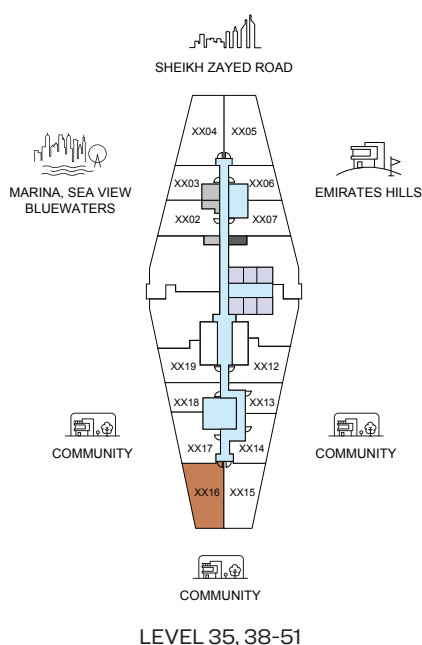 SHEIKH ZAYED ROAD
XX04
XX05
MARINA, SEA VIEW
BLUEWATERS
XX03
XX06
EMIRATES HILLS
XX02
XX07
XX19
XX12
XX18
XX13
COMMUNITY
XX17
XX14
COMMUNITY
XX16
XX15
COMMUNITY
LEVEL 35, 38-51